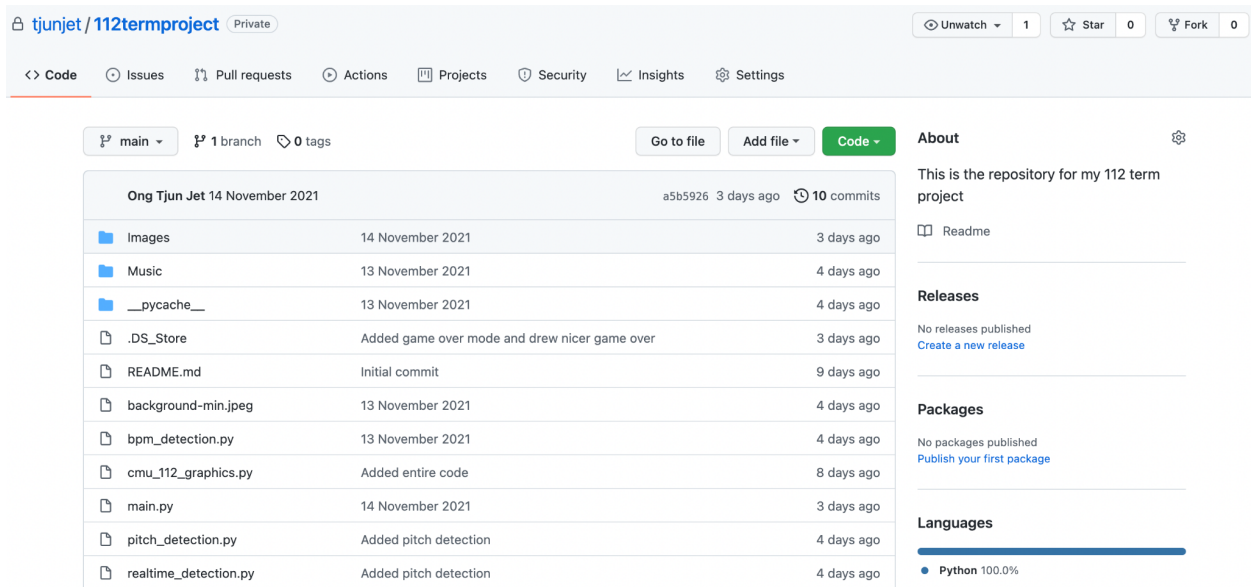 tjunjet / 112termproject Private
Unwatch 1 Star 0 Fork 0
Code Issues Pull requests Actions Projects Security Insights Settings
main 1 branch 0 tags Go to file Add file Code
Ong Tjun Jet 14 November 2021 a5b5926 3 days ago 10 commits
Images 14 November 2021 3 days ago
Music 13 November 2021 4 days ago
__pycache__ 13 November 2021 4 days ago
.DS_Store Added game over mode and drew nicer game over 3 days ago
README.md Initial commit 9 days ago
background-min.jpeg 13 November 2021 4 days ago
bpm_detection.py 13 November 2021 4 days ago
cmu_112_graphics.py Added entire code 8 days ago
main.py 14 November 2021 3 days ago
pitch_detection.py Added pitch detection 4 days ago
realtime_detection.py Added pitch detection 4 days ago
About
This is the repository for my 112 term
project
Readme
Releases
No releases published
Create a new release
Packages
No packages published
Publish your first package
Languages
Python 100.0%